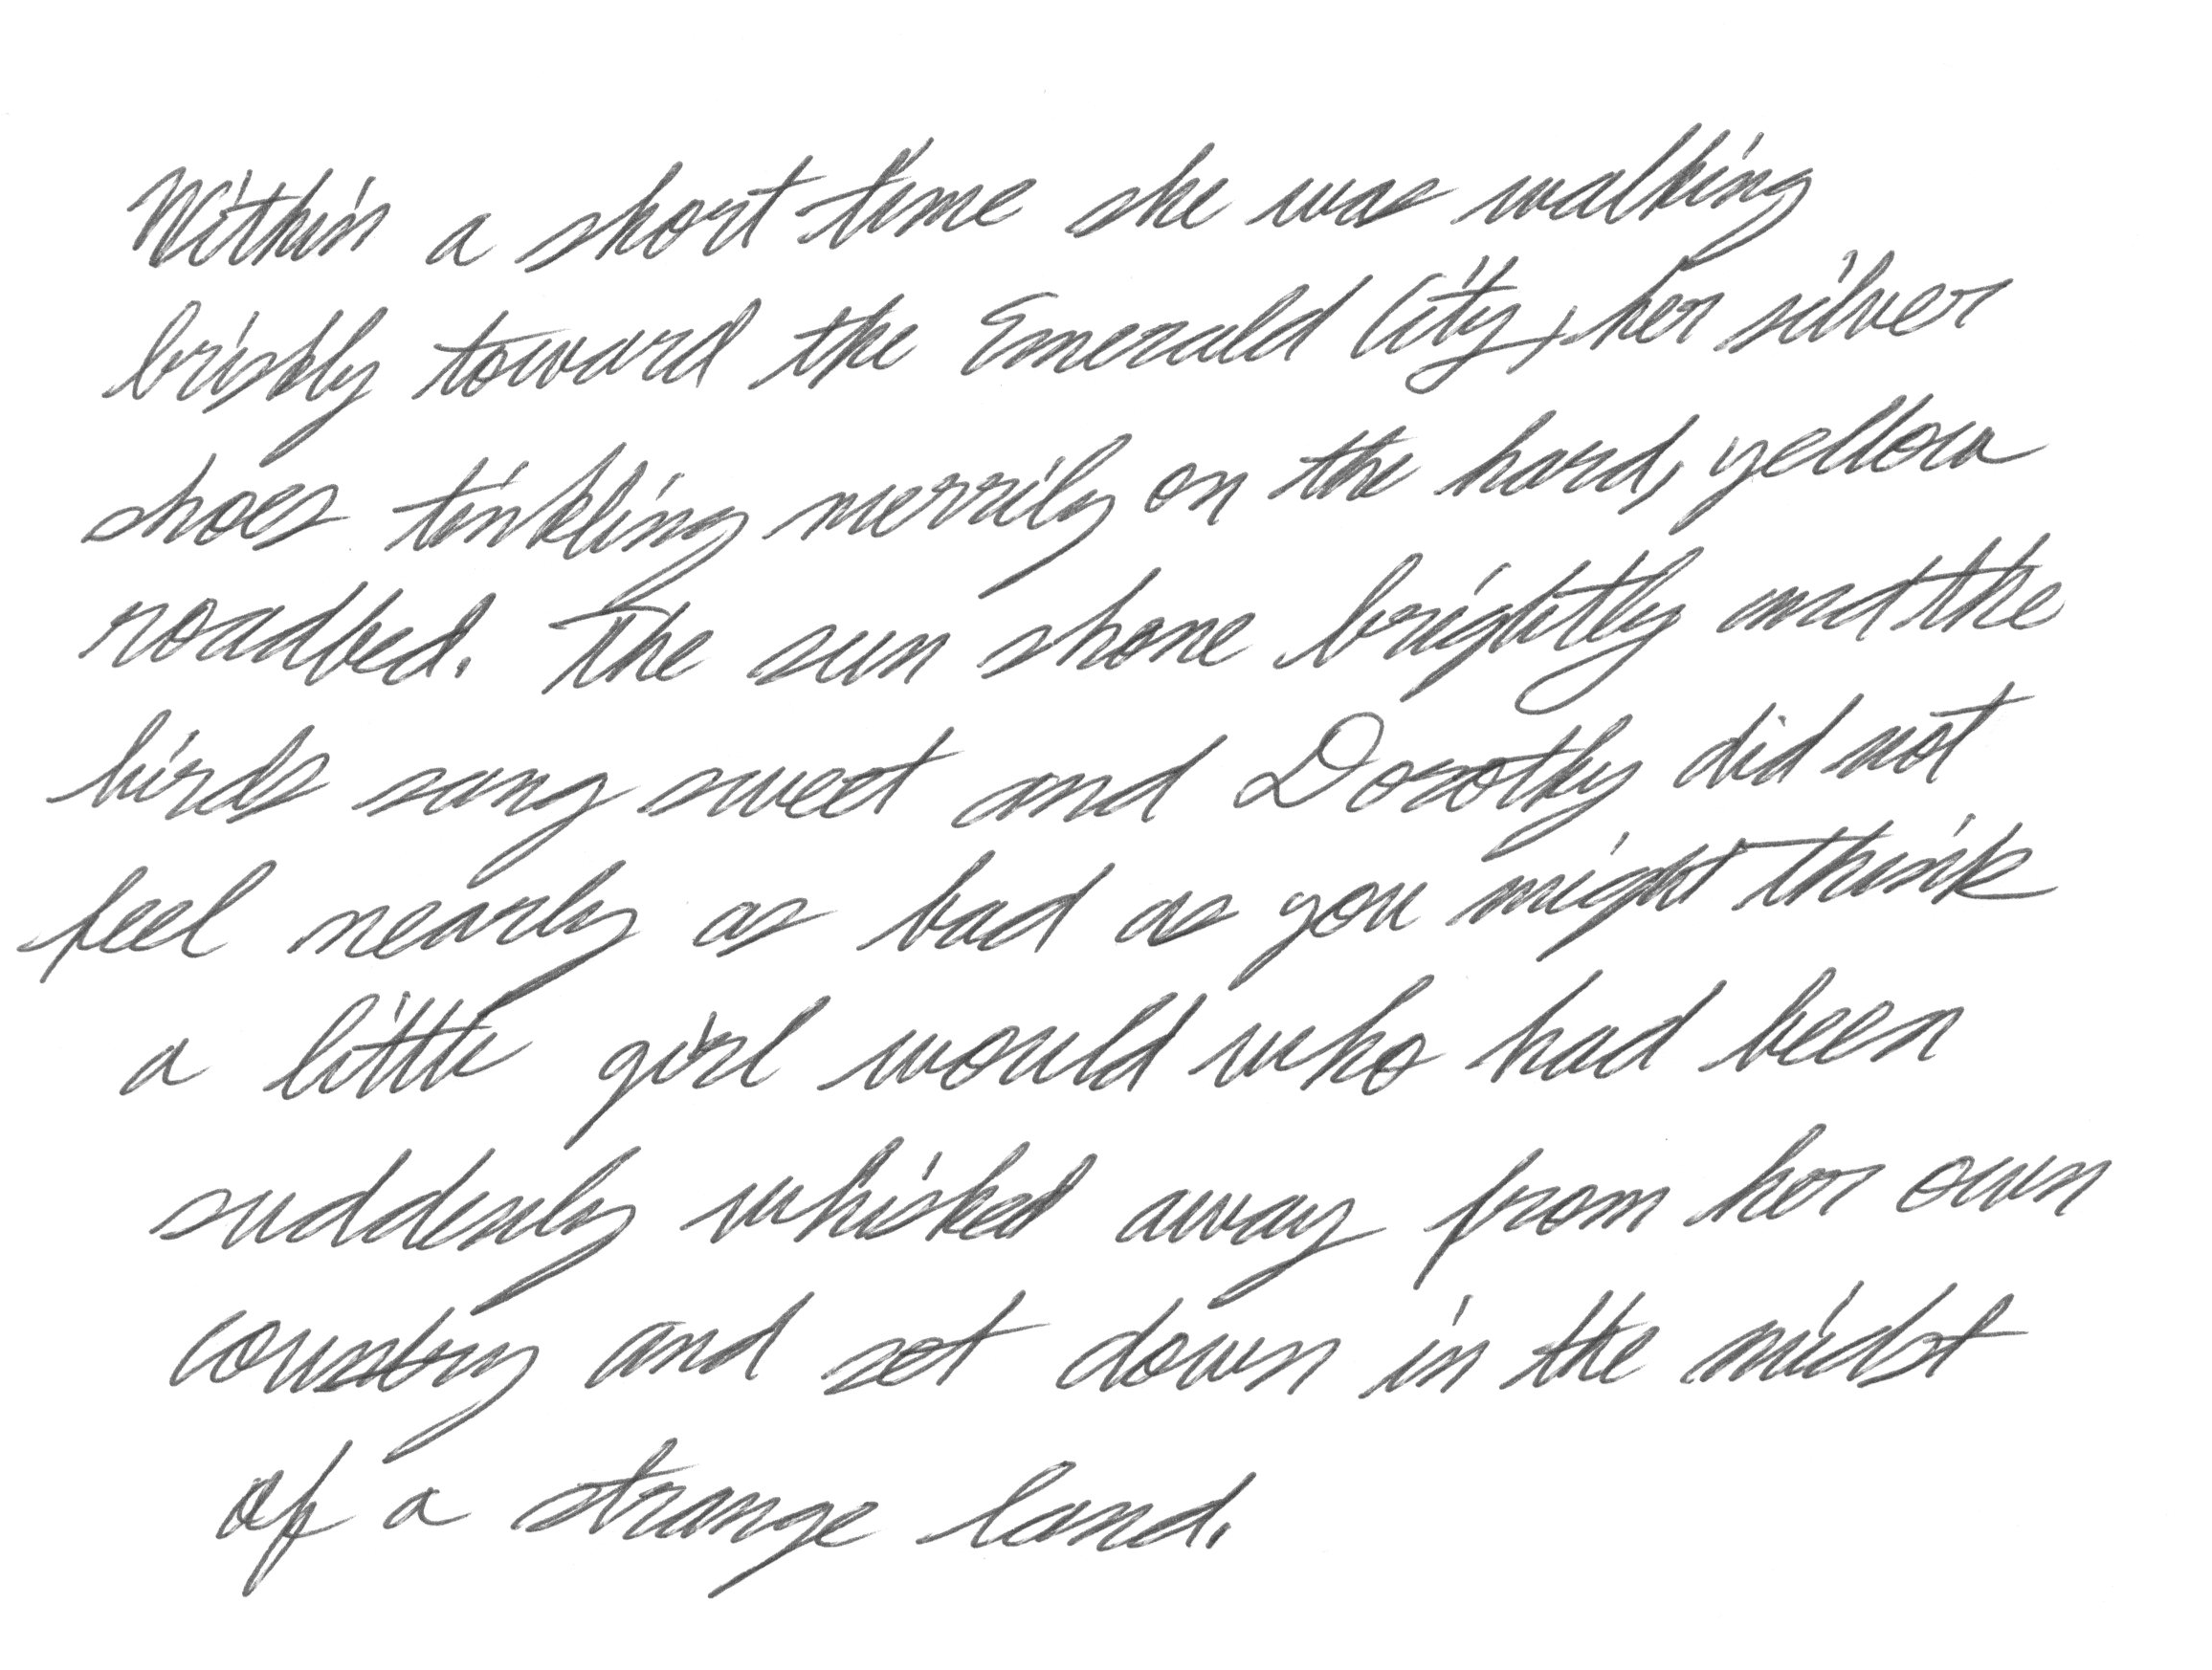 Within a short time she was walking
briskly toward the Emerald City, her silver
shoes tinkling merrily on the hard, yellow
roadbed. The sun shone brightly and the
birds sang sweet and Dorothy did not
feel nearly as bad as you might think
a little girl would who had been
suddenly whisked away from her own
country and set down in the midst
of a strange land.